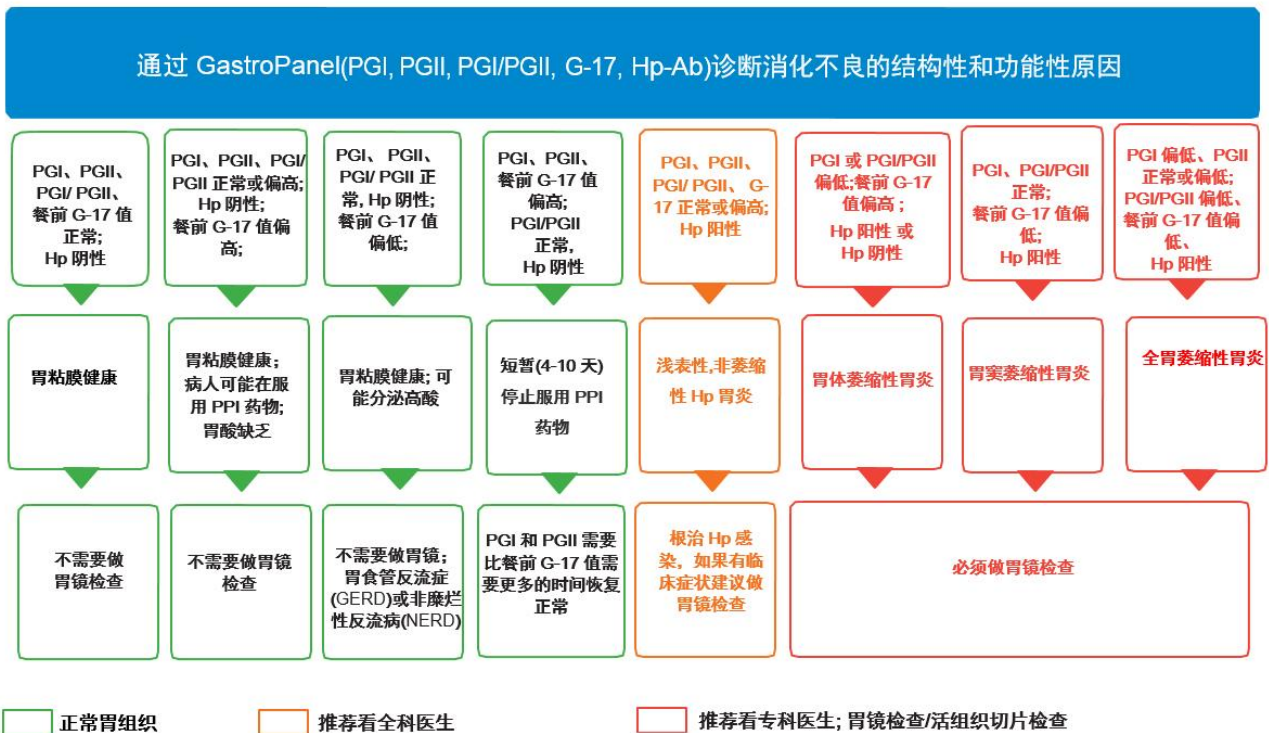 通过 GastroPanel(PGI, PGII, PGI/PGII, G-17, Hp-Ab)诊断消化不良的结构性和功能性原因
PGI、PGII、
PGI/ PGII、
餐前 G-17 值
正常;
Hp 阴性
PGI、PGII、PGI/
PGII 正常或偏高;
Hp 阴性;
餐前 G-17 值偏
高;
PGI、 PGII、
PGI/ PGII 正
常, Hp 阴性;
餐前 G-17 值
偏低;
PGI、PGII、
餐前 G-17 值
偏高;
PGI/PGII
正常,
Hp 阴性
PGI、PGII、
PGI/ PGII、 G-
17 正常或偏高;
Hp 阳性
PGI 或 PGI/PGII
偏低;餐前 G-17
值偏高 ;
Hp 阳性 或
Hp 阴性
PGI、PGI/PGII
正常;
餐前 G-17 值偏
低;
Hp 阳性
PGI 偏低、PGII
正常或偏低;
PGI/PGII 偏低、
餐前 G-17 值偏
低、
Hp 阳性
胃粘膜健康
胃粘膜健康;
病人可能在服
用 PPI 药物;
胃酸缺乏
胃粘膜健康; 可
能分泌高酸
短暂(4-10 天)
停止服用 PPI
药物
浅表性,非萎缩
性 Hp 胃炎
胃体萎缩性胃炎
胃窦萎缩性胃炎
全胃萎缩性胃炎
不需要做
胃镜检查
不需要做胃镜
检查
不需要做胃镜;
胃食管反流症
(GERD)或非糜烂
性反流病(NERD)
PGI 和 PGII 需要
比餐前 G-17 值需
要更多的时间恢复
正常
根治 Hp 感
染，如果有临
床症状建议做
胃镜检查
必须做胃镜检查
正常胃组织
推荐看全科医生
推荐看专科医生; 胃镜检查/活组织切片检查